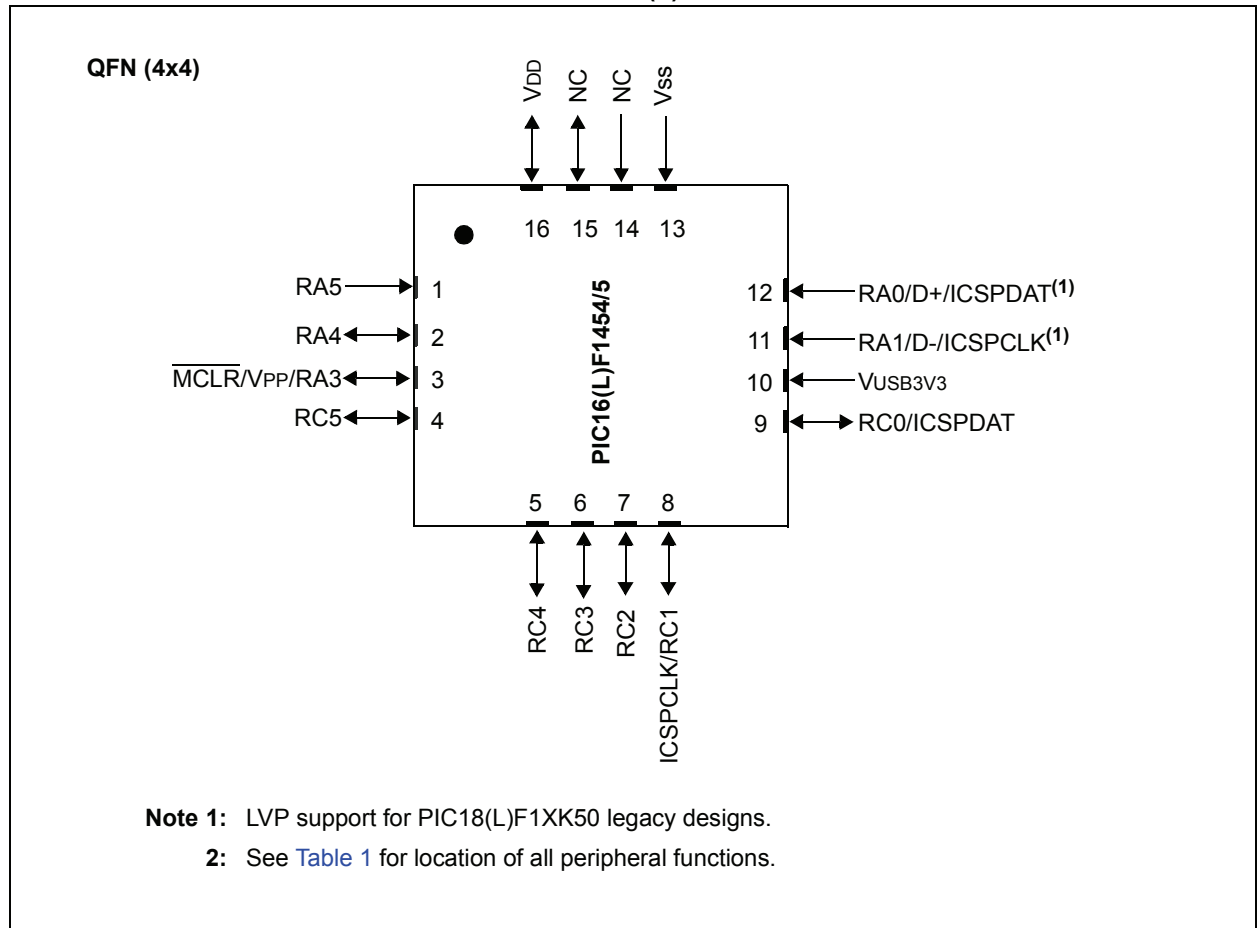 QFN (4x4)
VDD
NC
NC
Vss
16 15 14 13
RA5 1
RA4 2
MCLR/VPP/RA3 3
RC5 4
PIC16(L)F1454/5
12 RA0/D+/ICSPDAT(1)
11 RA1/D-/ICSPCLK(1)
10 VUSB3V3
9 RC0/ICSPDAT
5 6 7 8
RC4
RC3
RC2
ICSPCLK/RC1
Note 1: LVP support for PIC18(L)F1XK50 legacy designs.
2: See Table 1 for location of all peripheral functions.